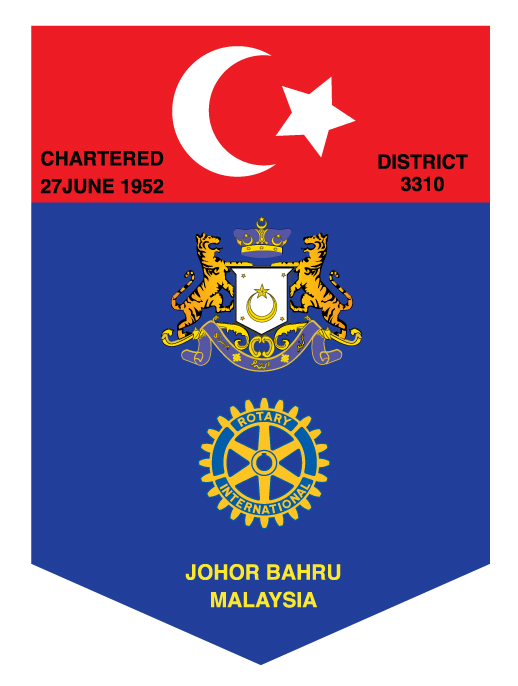 CHARTERED
27JUNE 1952
DISTRICT
3310
ROTARY
INTERNATIONAL
JOHOR BAHRU
MALAYSIA